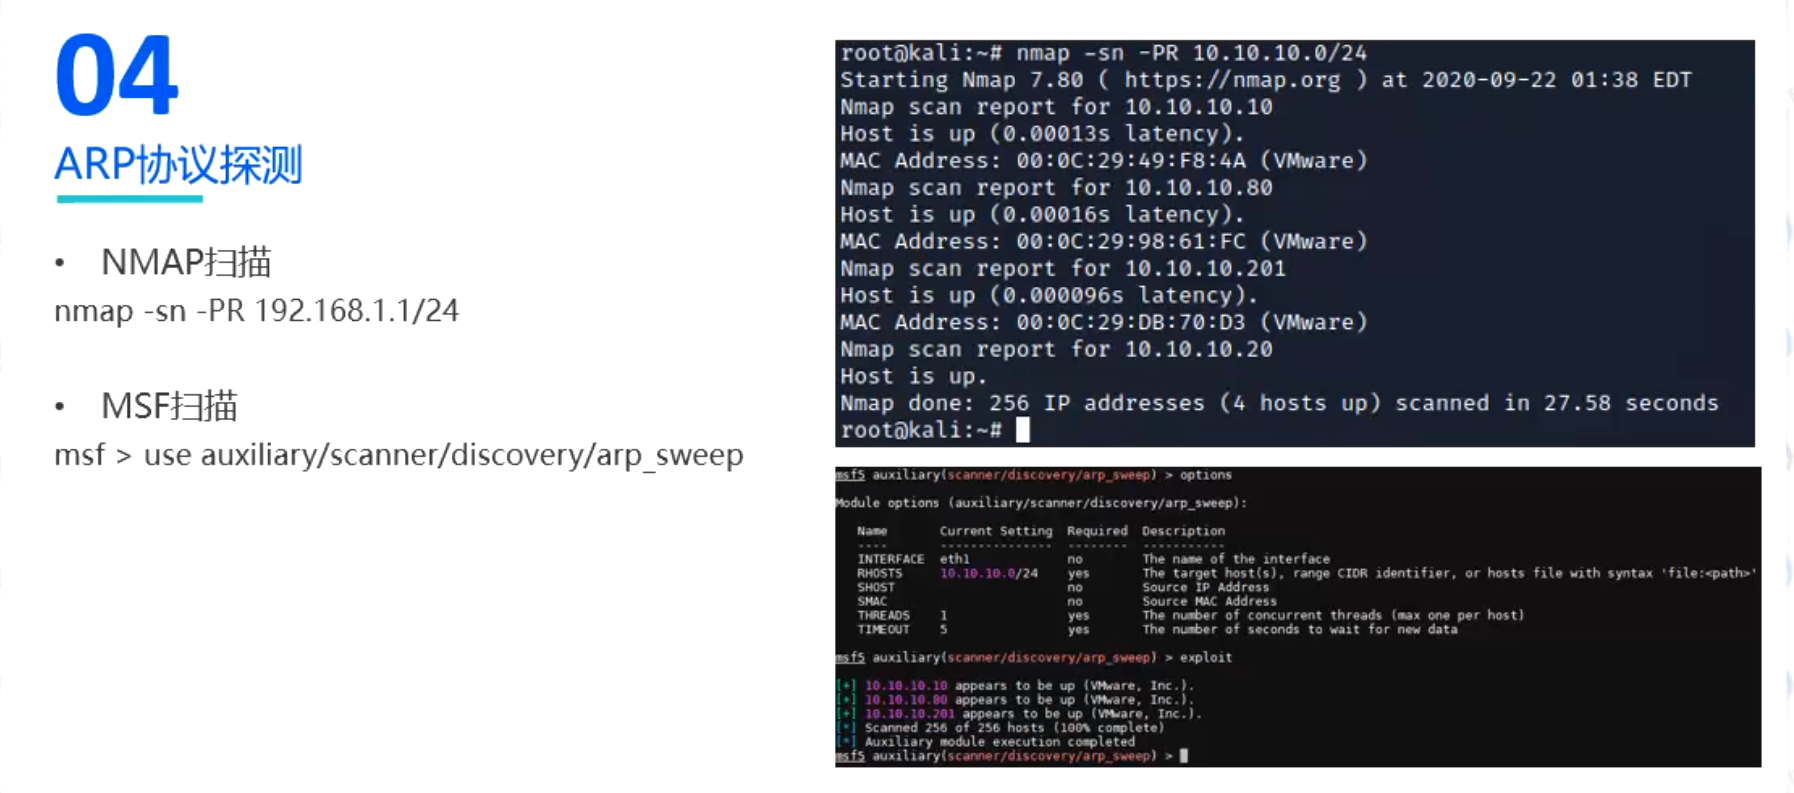 04
ARP协议探测
• NMAP扫描
nmap -sn -PR 192.168.1.1/24
• MSF扫描
msf > use auxiliary/scanner/discovery/arp_sweep
root@kali:~# nmap -sn -PR 10.10.10.0/24
Starting Nmap 7.80 ( https://nmap.org ) at 2020-09-22 01:38 EDT
Nmap scan report for 10.10.10.10
Host is up (0.00013s latency).
MAC Address: 00:0C:29:49:F8:4A (VMware)
Nmap scan report for 10.10.10.80
Host is up (0.00016s latency).
MAC Address: 00:0C:29:98:61:FC (VMware)
Nmap scan report for 10.10.10.201
Host is up (0.000096s latency).
MAC Address: 00:0C:29:DB:70:D3 (VMware)
Nmap scan report for 10.10.10.20
Host is up.
Nmap done: 256 IP addresses (4 hosts up) scanned in 27.58 seconds
root@kali:~#
msf5 auxiliary(scanner/discovery/arp_sweep) > options
Module options (auxiliary/scanner/discovery/arp_sweep):
Name Current Setting Required Description
---- --------------- -------- -----------
INTERFACE eth1 no The name of the interface
RHOSTS 10.10.10.0/24 yes The target host(s), range CIDR identifier, or hosts file with syntax 'file:<path>'
SHOST no Source IP Address
SMAC no Source MAC Address
THREADS 1 yes The number of concurrent threads (max one per host)
TIMEOUT 5 yes The number of seconds to wait for new data
msf5 auxiliary(scanner/discovery/arp_sweep) > exploit
[+] 10.10.10.10 appears to be up (VMware, Inc.).
[+] 10.10.10.80 appears to be up (VMware, Inc.).
[+] 10.10.10.201 appears to be up (VMware, Inc.).
[*] Scanned 256 of 256 hosts (100% complete)
[*] Auxiliary module execution completed
msf5 auxiliary(scanner/discovery/arp_sweep) >